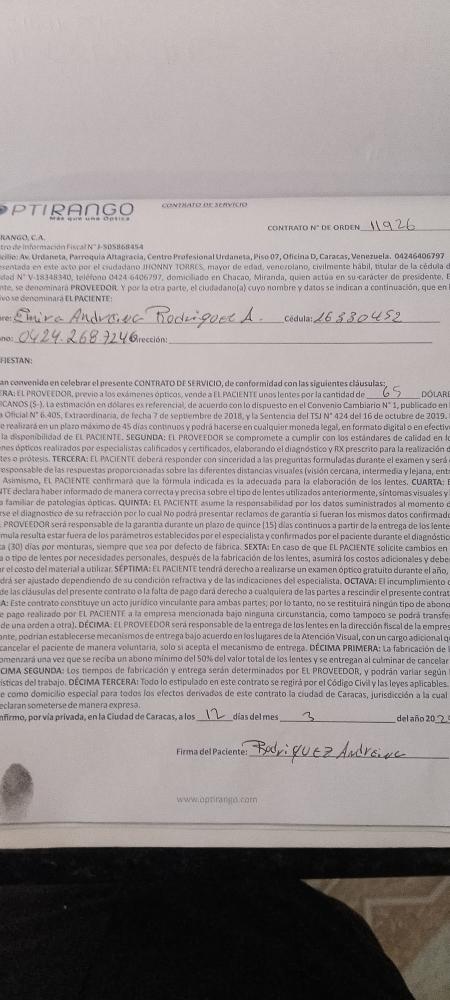 OPTIRANGO
Más que una Óptica
CONTRATO DE SERVICIO
CONTRATO N° DE ORDEN 11926
RANGO, C.A.
tro de Información Fiscal N° J-505868454
cilio: Av. Urdaneta, Parroquia Altagracia, Centro Profesional Urdaneta, Piso 07, Oficina D, Caracas, Venezuela. 04246406797
esentada en este acto por el ciudadano JHONNY TORRES, mayor de edad, venezolano, civilmente hábil, titular de la cédula d
dad N° V-18348340, teléfono 0424-6406797, domiciliado en Chacao, Miranda, quien actúa en su carácter de presidente. E
nte, se denominará PROVEEDOR. Y por la otra parte, el ciudadano(a) cuyo nombre y datos se indican a continuación, que en l
ivo se denominará EL PACIENTE:
re: Emira Andreina Rodriguez A. Cédula: 16330452
no: 0424.2687246 Dirección:
FIESTAN:
an convenido en celebrar el presente CONTRATO DE SERVICIO, de conformidad con las siguientes cláusulas:
ERA: EL PROVEEDOR, previo a los exámenes ópticos, vende a EL PACIENTE unos lentes por la cantidad de 65 DÓLARE
ICANOS ($-). La estimación en dólares es referencial, de acuerdo con lo dispuesto en el Convenio Cambiario N° 1, publicado en
a Oficial N° 6.405, Extraordinaria, de fecha 7 de septiembre de 2018, y la Sentencia del TSJ N° 424 del 16 de octubre de 2019.
e realizará en un plazo máximo de 45 días continuos y podrá hacerse en cualquier moneda legal, en formato digital o en efectiv
la disponibilidad de EL PACIENTE. SEGUNDA: EL PROVEEDOR se compromete a cumplir con los estándares de calidad en lo
nes ópticos realizados por especialistas calificados y certificados, elaborando el diagnóstico y RX prescrito para la realización d
tes o prótesis. TERCERA: EL PACIENTE deberá responder con sinceridad a las preguntas formuladas durante el examen y será
responsable de las respuestas proporcionadas sobre las diferentes distancias visuales (visión cercana, intermedia y lejana, ent
Asimismo, EL PACIENTE confirmará que la fórmula indicada es la adecuada para la elaboración de los lentes. CUARTA: E
NTE declara haber informado de manera correcta y precisa sobre el tipo de lentes utilizados anteriormente, síntomas visuales y
a familiar de patologías ópticas. QUINTA: EL PACIENTE asume la responsabilidad por los datos suministrados al momento d
rse el diagnóstico de su refracción por lo cual No podrá presentar reclamos de garantía si fueran los mismos datos confirmad
PROVEEDOR será responsable de la garantía durante un plazo de quince (15) días continuos a partir de la entrega de los lente
mula resulta estar fuera de los parámetros establecidos por el especialista y confirmados por el paciente durante el diagnóstic
ta (30) días por monturas, siempre que sea por defecto de fábrica. SEXTA: En caso de que EL PACIENTE solicite cambios en
a o tipo de lentes por necesidades personales, después de la fabricación de los lentes, asumirá los costos adicionales y debe
ar el costo del material a utilizar. SÉPTIMA: EL PACIENTE tendrá derecho a realizarse un examen óptico gratuito durante el año,
drá ser ajustado dependiendo de su condición refractiva y de las indicaciones del especialista. OCTAVA: El incumplimiento d
de las cláusulas del presente contrato o la falta de pago dará derecho a cualquiera de las partes a rescindir el presente contrat
A: Este contrato constituye un acto jurídico vinculante para ambas partes; por lo tanto, no se restituirá ningún tipo de abono
e pago realizado por EL PACIENTE a la empresa mencionada bajo ninguna circunstancia, como tampoco se podrá transfe
de una orden a otra). DÉCIMA: EL PROVEEDOR será responsable de la entrega de los lentes en la dirección fiscal de la empres
ante, podrían establecerse mecanismos de entrega bajo acuerdo en los lugares de la Atención Visual, con un cargo adicional q
cancelar el paciente de manera voluntaria, solo si acepta el mecanismo de entrega. DÉCIMA PRIMERA: La fabricación de l
omenzará una vez que se reciba un abono mínimo del 50% del valor total de los lentes y se entregan al culminar de cancelar
CIMA SEGUNDA: Los tiempos de fabricación y entrega serán determinados por EL PROVEEDOR, y podrán variar según
ísticas del trabajo. DÉCIMA TERCERA: Todo lo estipulado en este contrato se regirá por el Código Civil y las leyes aplicables.
e como domicilio especial para todos los efectos derivados de este contrato la ciudad de Caracas, jurisdicción a la cual
eclaran someterse de manera expresa.
nfirmo, por vía privada, en la Ciudad de Caracas, a los 12 días del mes 3 del año 202
Firma del Paciente: Rodriguez Andreina
www.optirango.com